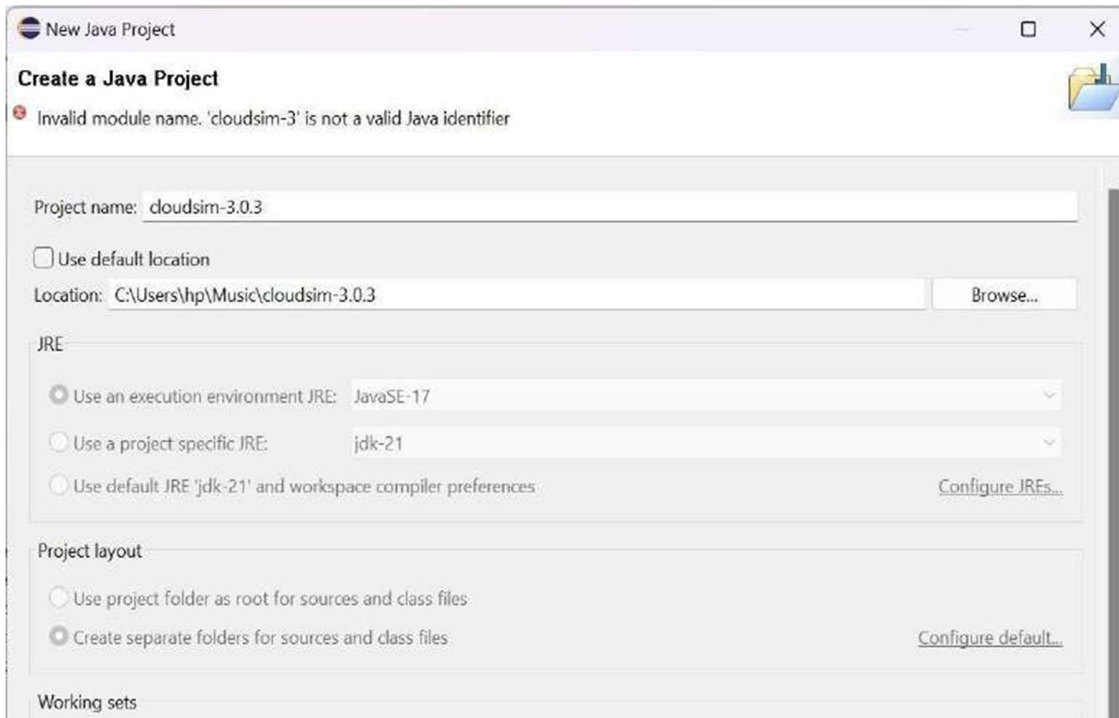 New Java Project
Create a Java Project
Invalid module name. 'cloudsim-3' is not a valid Java identifier
Project name: cloudsim-3.0.3
Use default location
Location: C:\Users\hp\Music\cloudsim-3.0.3 Browse...
JRE
Use an execution environment JRE: JavaSE-17
Use a project specific JRE: jdk-21
Use default JRE 'jdk-21' and workspace compiler preferences Configure JREs...
Project layout
Use project folder as root for sources and class files
Create separate folders for sources and class files Configure default...
Working sets